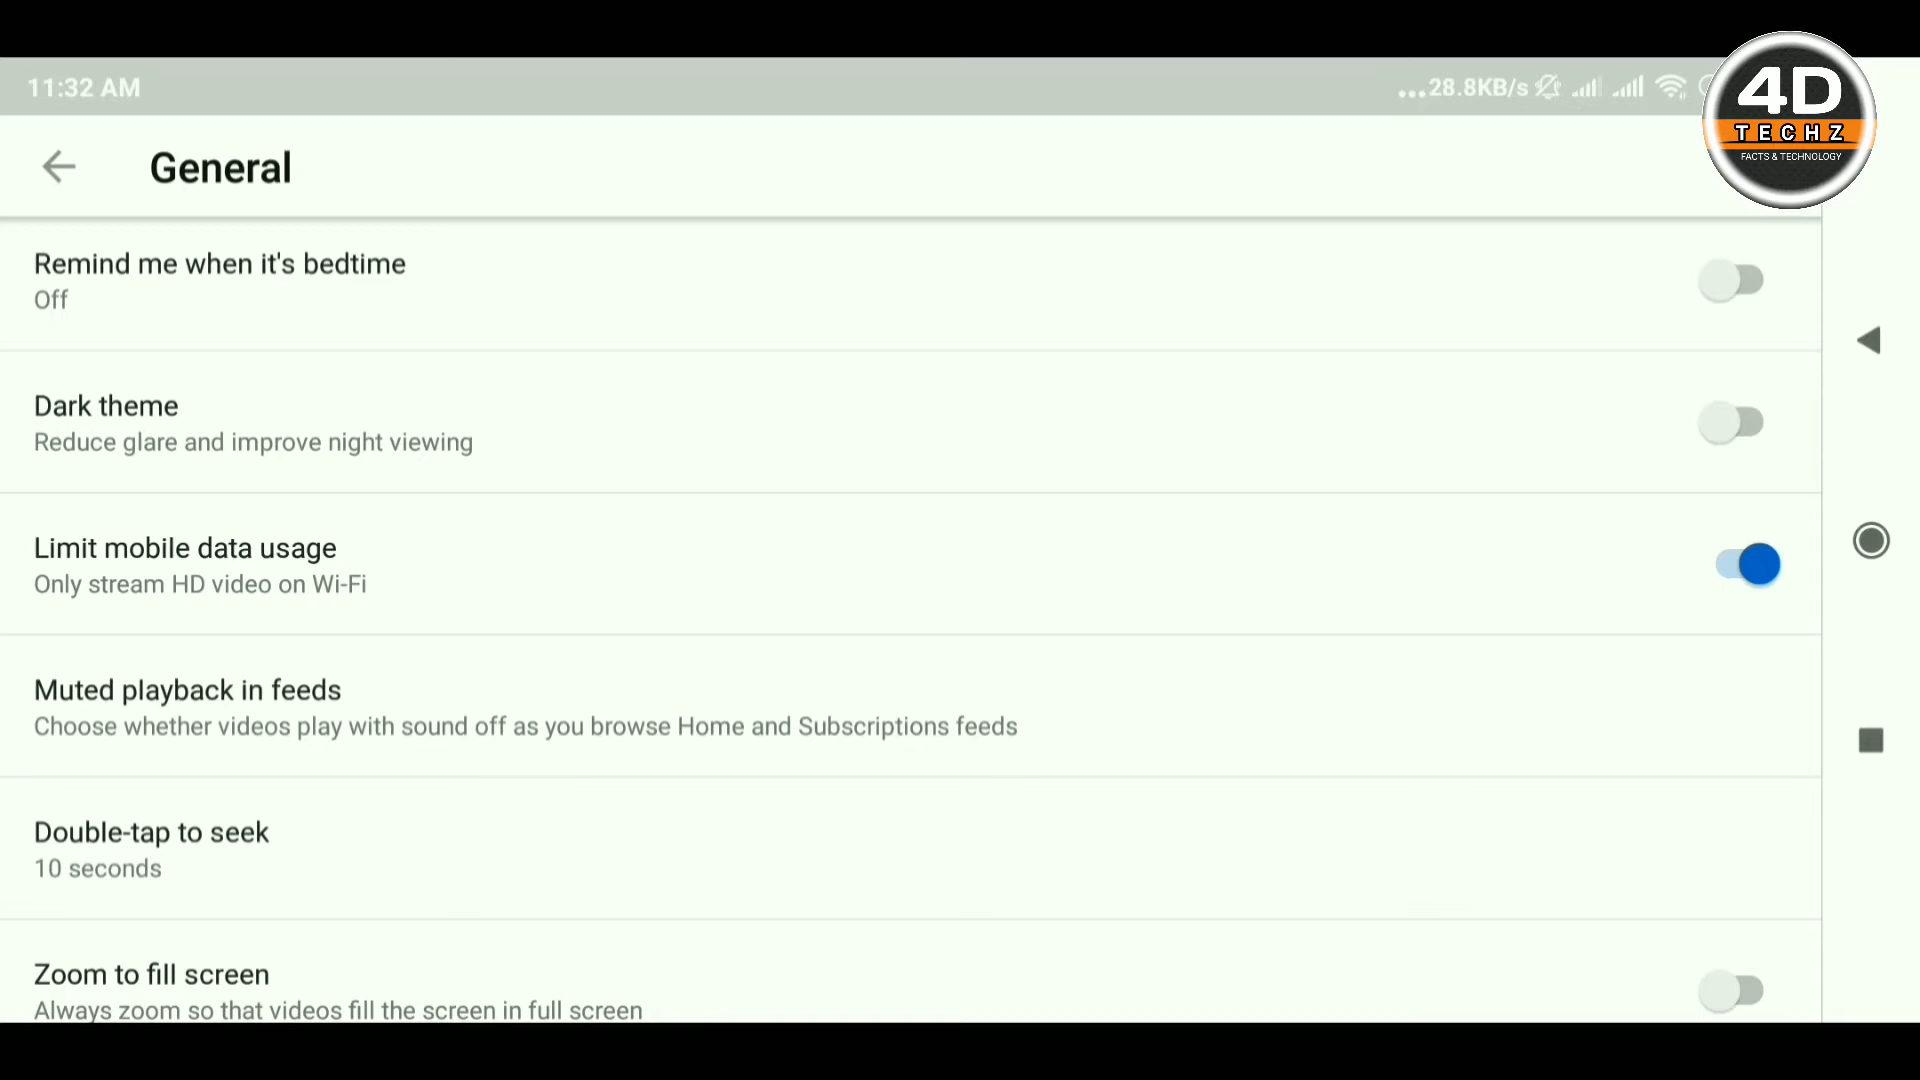 11:32 AM
...28.8KB/s
4D
TECHZ
FACTS & TECHNOLOGY
General
Remind me when it's bedtime
Off
Dark theme
Reduce glare and improve night viewing
Limit mobile data usage
Only stream HD video on Wi-Fi
Muted playback in feeds
Choose whether videos play with sound off as you browse Home and Subscriptions feeds
Double-tap to seek
10 seconds
Zoom to fill screen
Always zoom so that videos fill the screen in full screen